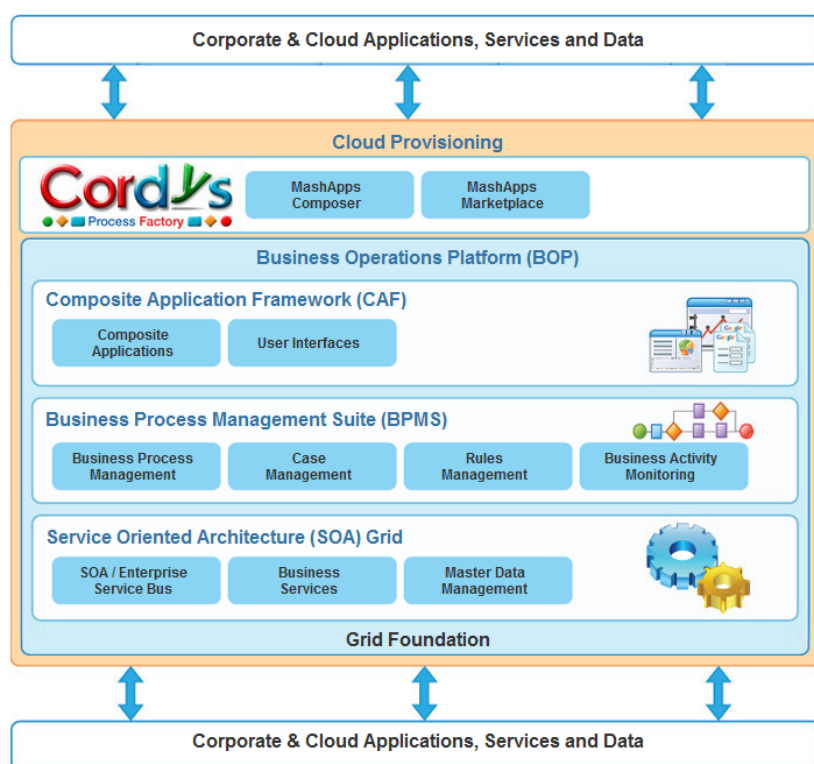 Corporate & Cloud Applications, Services and Data
Cloud Provisioning
Cordys
Process Factory
MashApps
Composer
MashApps
Marketplace
Business Operations Platform (BOP)
Composite Application Framework (CAF)
Composite
Applications
User Interfaces
Google
Google
Business Process Management Suite (BPMS)
Business Process
Management
Case
Management
Rules
Management
Business Activity
Monitoring
Service Oriented Architecture (SOA) Grid
SOA / Enterprise
Service Bus
Business
Services
Master Data
Management
Grid Foundation
Corporate & Cloud Applications, Services and Data